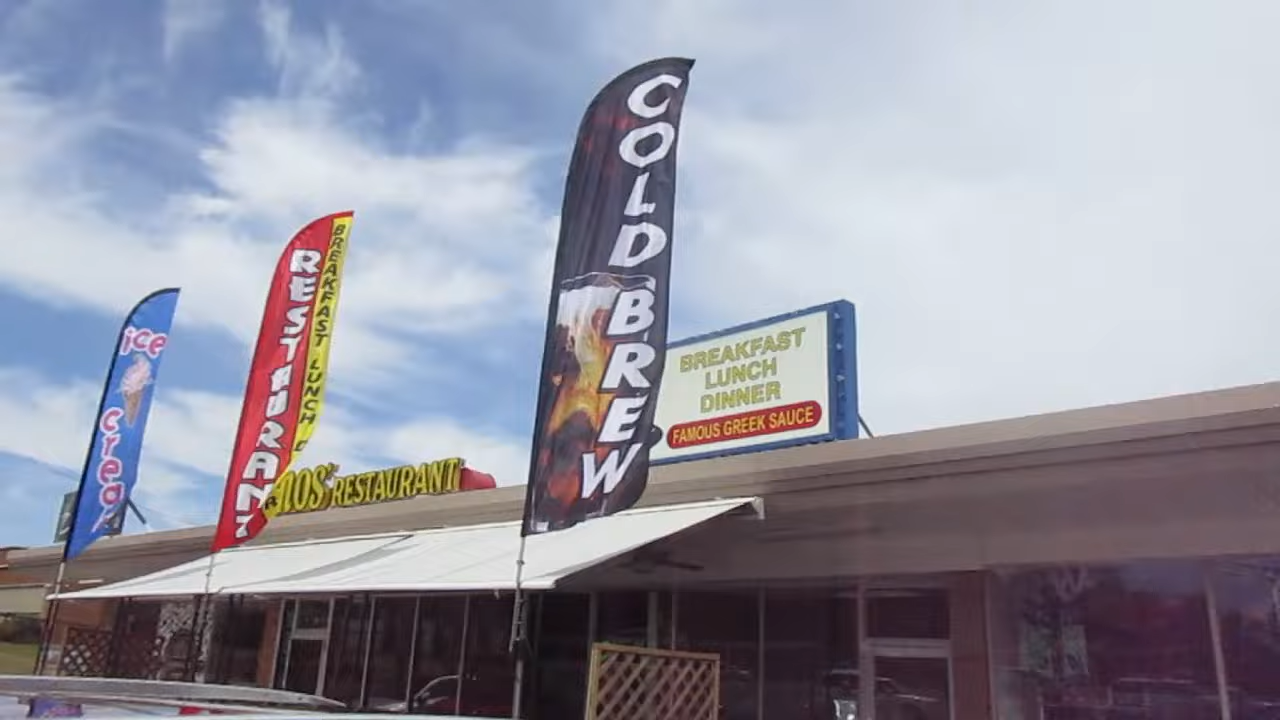 ice
cream
RESTAURANT
BREAKFAST LUNCH
RESTAURANT
COLD BREW
BREAKFAST
LUNCH
DINNER
FAMOUS GREEK SAUCE